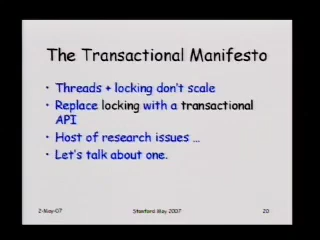 The Transactional Manifesto
• Threads + locking don't scale
• Replace locking with a transactional
API
• Host of research issues …
• Let's talk about one.
2-May-07 Stanford May 2007 20